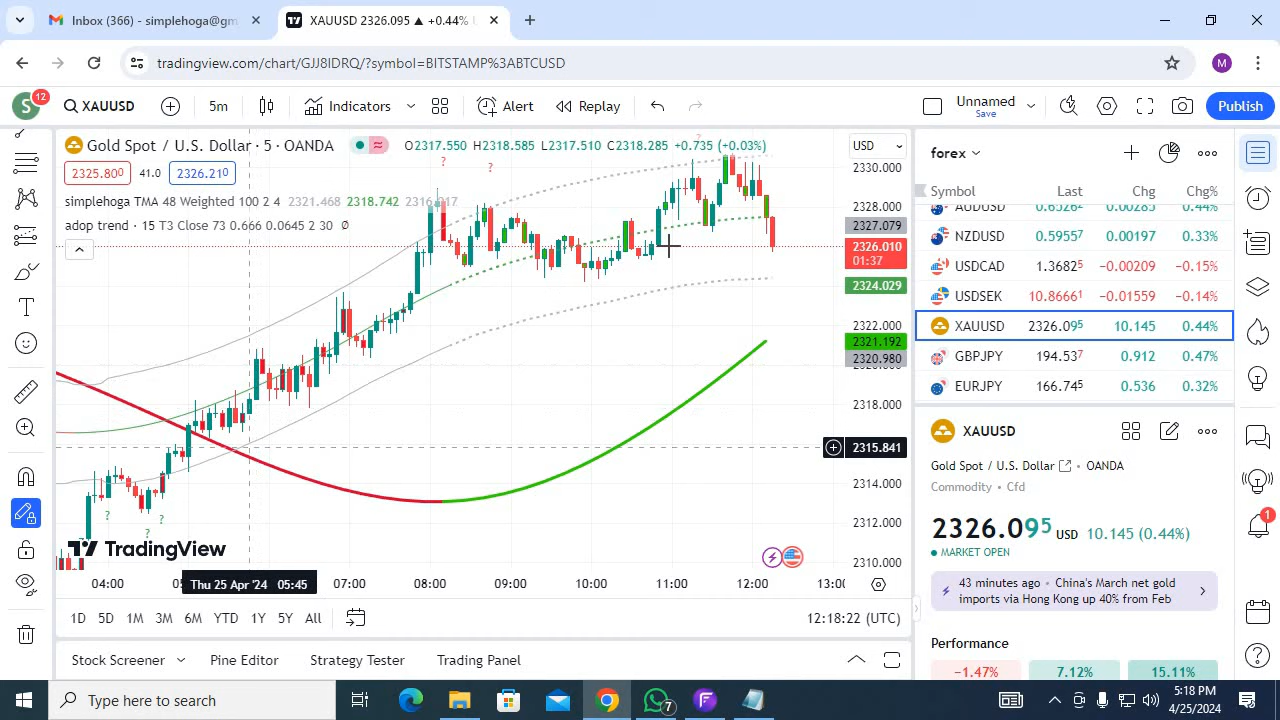 Inbox (366) - simplehoga@gm
XAUUSD 2326.095 ▲ +0.44%
tradingview.com/chart/GJJ8IDRQ/?symbol=BITSTAMP%3ABTCUSD
M
S
12
XAUUSD
5m
Indicators
Alert
Replay
Unnamed
Save
Publish
Gold Spot / U.S. Dollar · 5 · OANDA
O2317.550 H2318.585 L2317.510 C2318.285 +0.735 (+0.03%)
2325.800
41.0
2326.210
simplehoga TMA 48 Weighted 100 2 4 2321.468 2318.742
adop trend · 15 T3 Close 73 0.666 0.0645 2 30 Ø
USD
2330.000
2328.000
2327.079
2326.010
01:37
2324.029
2322.000
2321.192
2320.980
2318.000
2315.841
2314.000
2312.000
2310.000
TradingView
04:00
Thu 25 Apr '24 05:45
07:00
08:00
09:00
10:00
11:00
12:00
13:00
1D
5D
1M
3M
6M
YTD
1Y
5Y
All
12:18:22 (UTC)
Stock Screener
Pine Editor
Strategy Tester
Trading Panel
forex
Symbol
Last
Chg
Chg%
AUDUSD 0.65262 0.00285 0.44%
NZDUSD 0.59557 0.00197 0.33%
USDCAD 1.36825 −0.00209 −0.15%
USDSEK 10.86661 −0.01559 −0.14%
XAUUSD 2326.095 10.145 0.44%
GBPJPY 194.537 0.912 0.47%
EURJPY 166.745 0.536 0.32%
XAUUSD
Gold Spot / U.S. Dollar • OANDA
Commodity • Cfd
2326.095 USD 10.145 (0.44%)
MARKET OPEN
43 minutes ago • China's March net gold
imports via Hong Kong up 40% from Feb
Performance
−1.47%
7.12%
15.11%
1
Type here to search
7
5:18 PM
4/25/2024